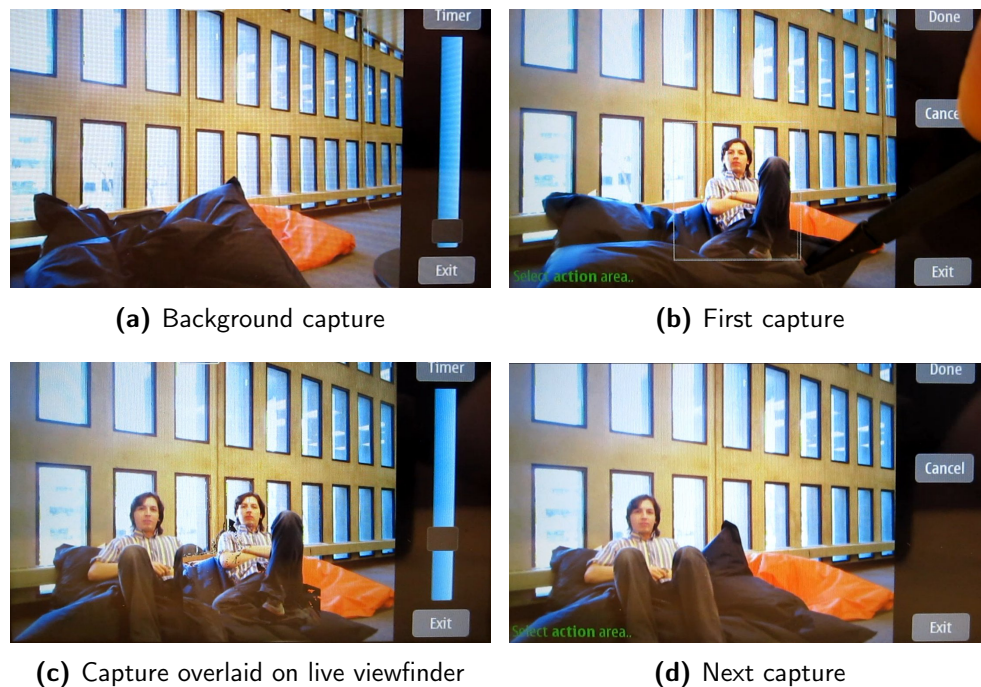 Timer
Exit
(a) Background capture
Done
Cance
Exit
Select action area..
(b) First capture
Timer
Exit
(c) Capture overlaid on live viewfinder
Done
Cancel
Exit
Select action area..
(d) Next capture